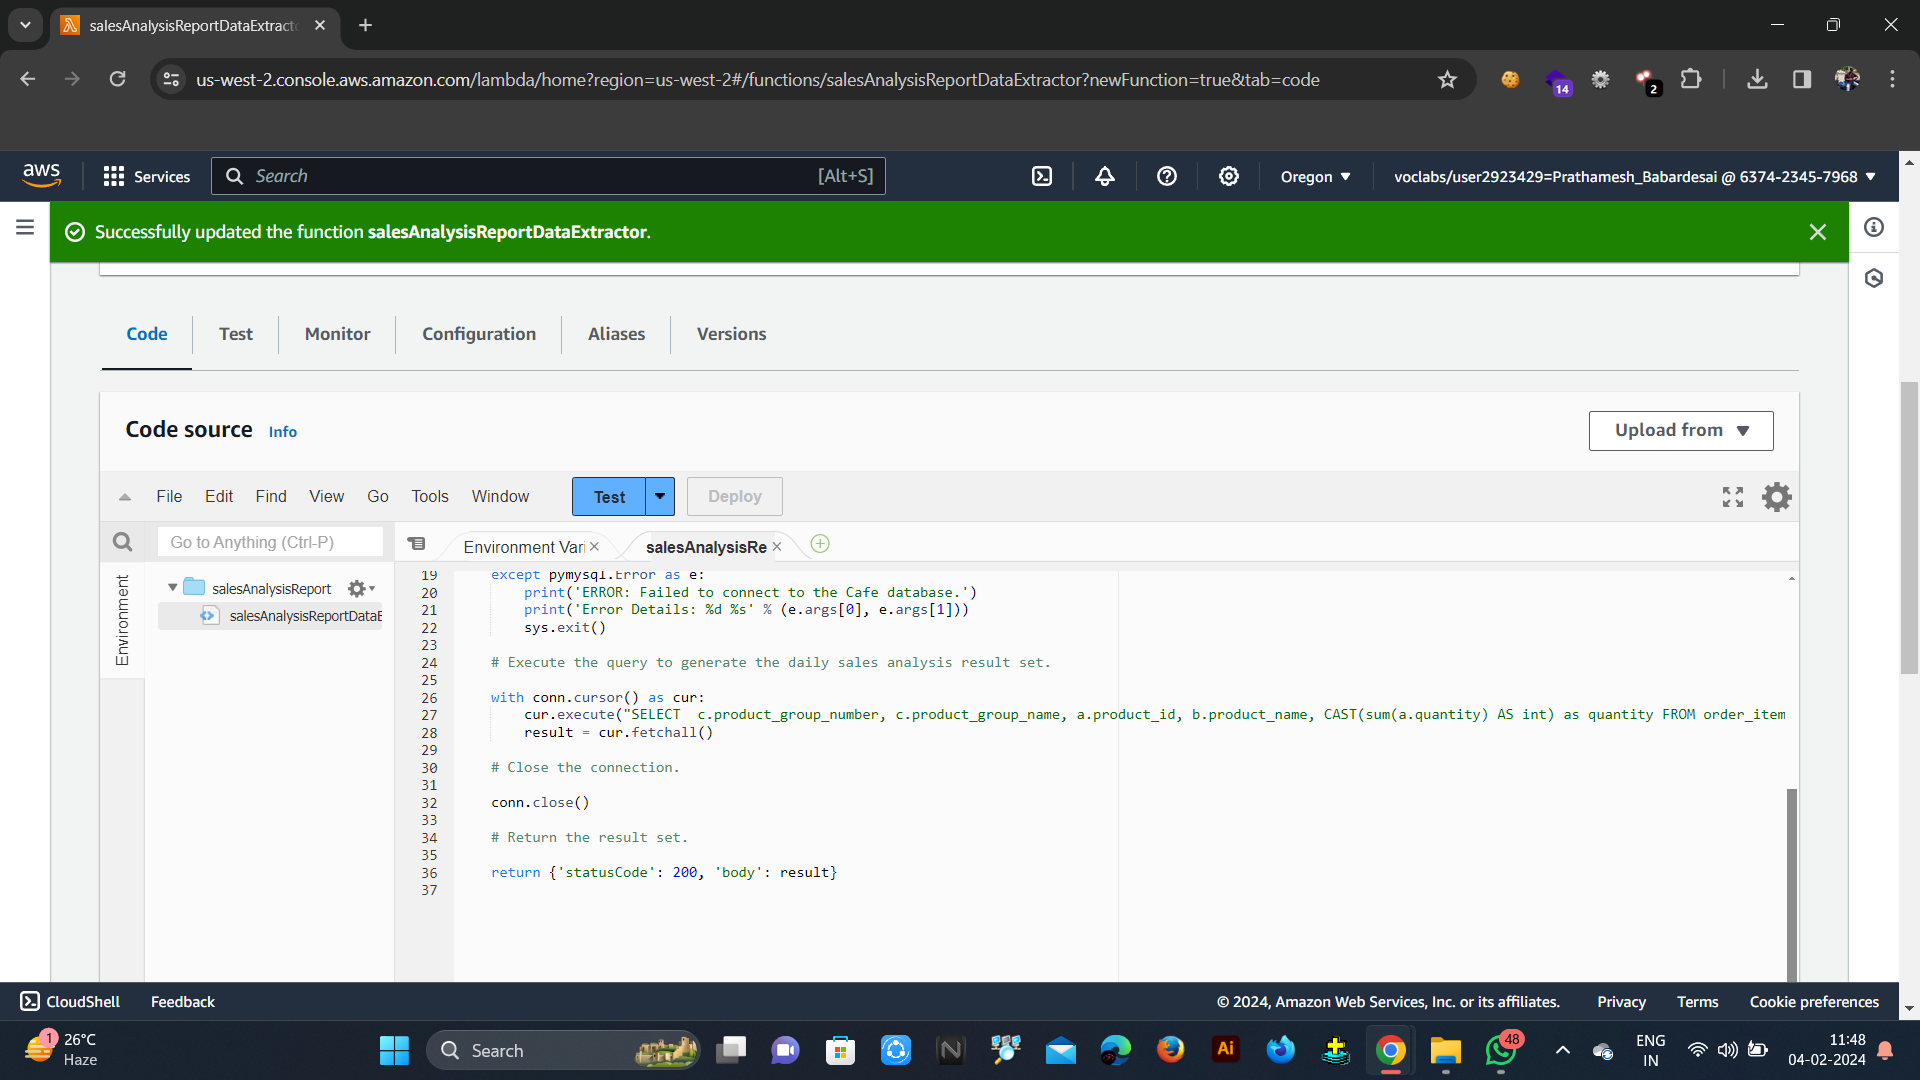 salesAnalysisReportDataExtract
us-west-2.console.aws.amazon.com/lambda/home?region=us-west-2#/functions/salesAnalysisReportDataExtractor?newFunction=true&tab=code
14
2
aws
Services
Search
[Alt+S]
Oregon
voclabs/user2923429=Prathamesh_Babardesai @ 6374-2345-7968
Successfully updated the function salesAnalysisReportDataExtractor.
Code
Test
Monitor
Configuration
Aliases
Versions
Code source
Info
Upload from
File
Edit
Find
View
Go
Tools
Window
Test
Deploy
Go to Anything (Ctrl-P)
Environment Vari
salesAnalysisRe
Environment
salesAnalysisReport
salesAnalysisReportDataE
19 except pymysql.Error as e:
20 print('ERROR: Failed to connect to the Cafe database.')
21 print('Error Details: %d %s' % (e.args[0], e.args[1]))
22 sys.exit()
23
24 # Execute the query to generate the daily sales analysis result set.
25
26 with conn.cursor() as cur:
27 cur.execute("SELECT  c.product_group_number, c.product_group_name, a.product_id, b.product_name, CAST(sum(a.quantity) AS int) as quantity FROM order_item
28 result = cur.fetchall()
29
30 # Close the connection.
31
32 conn.close()
33
34 # Return the result set.
35
36 return {'statusCode': 200, 'body': result}
37
CloudShell
Feedback
© 2024, Amazon Web Services, Inc. or its affiliates.
Privacy
Terms
Cookie preferences
1
26°C
Haze
Search
N
Ai
48
ENG
IN
11:48
04-02-2024